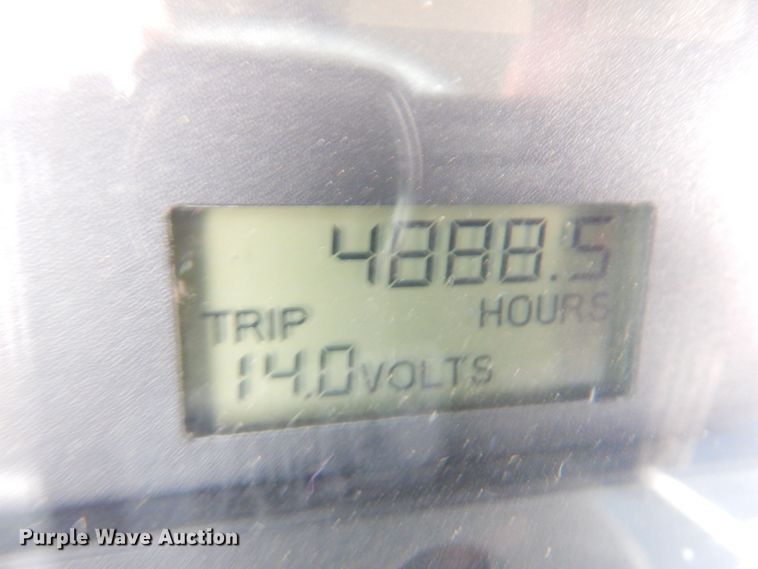 4888.5
HOURS
TRIP
14.0 VOLTS
Purple Wave Auction